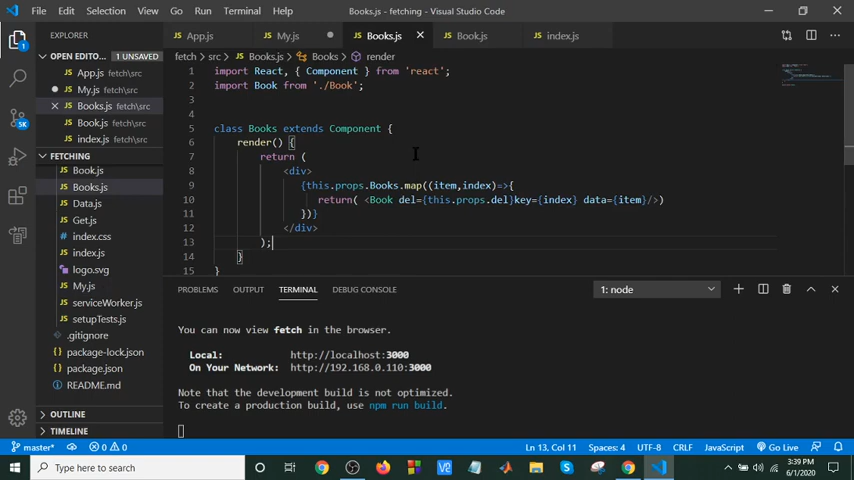 File Edit Selection View Go Run Terminal Help Books.js - fetching - Visual Studio Code
EXPLORER
OPEN EDITO... 1 UNSAVED
App.js fetch\src
My.js fetch\src
Books.js fetch\src
Book.js fetch\src
index.js fetch\src
FETCHING
Book.js
Books.js
Data.js
Get.js
index.css
index.js
logo.svg
My.js
serviceWorker.js
setupTests.js
.gitignore
package-lock.json
package.json
README.md
OUTLINE
TIMELINE
App.js My.js Books.js Book.js index.js
fetch > src > Books.js > Books > render
1 import React, { Component } from 'react';
2 import Book from './Book';
3
4
5 class Books extends Component {
6 render() {
7 return (
8 <div>
9 {this.props.Books.map((item,index)=>{
10 return( <Book del={this.props.del}key={index} data={item}/>)
11 })}
12 </div>
13 );
14 }
15 }
PROBLEMS OUTPUT TERMINAL DEBUG CONSOLE 1: node
You can now view fetch in the browser.
Local: http://localhost:3000
On Your Network: http://192.168.0.110:3000
Note that the development build is not optimized.
To create a production build, use npm run build.
master* 0 0 Ln 13, Col 11 Spaces: 4 UTF-8 CRLF JavaScript Go Live
Type here to search
3:39 PM
6/1/2020